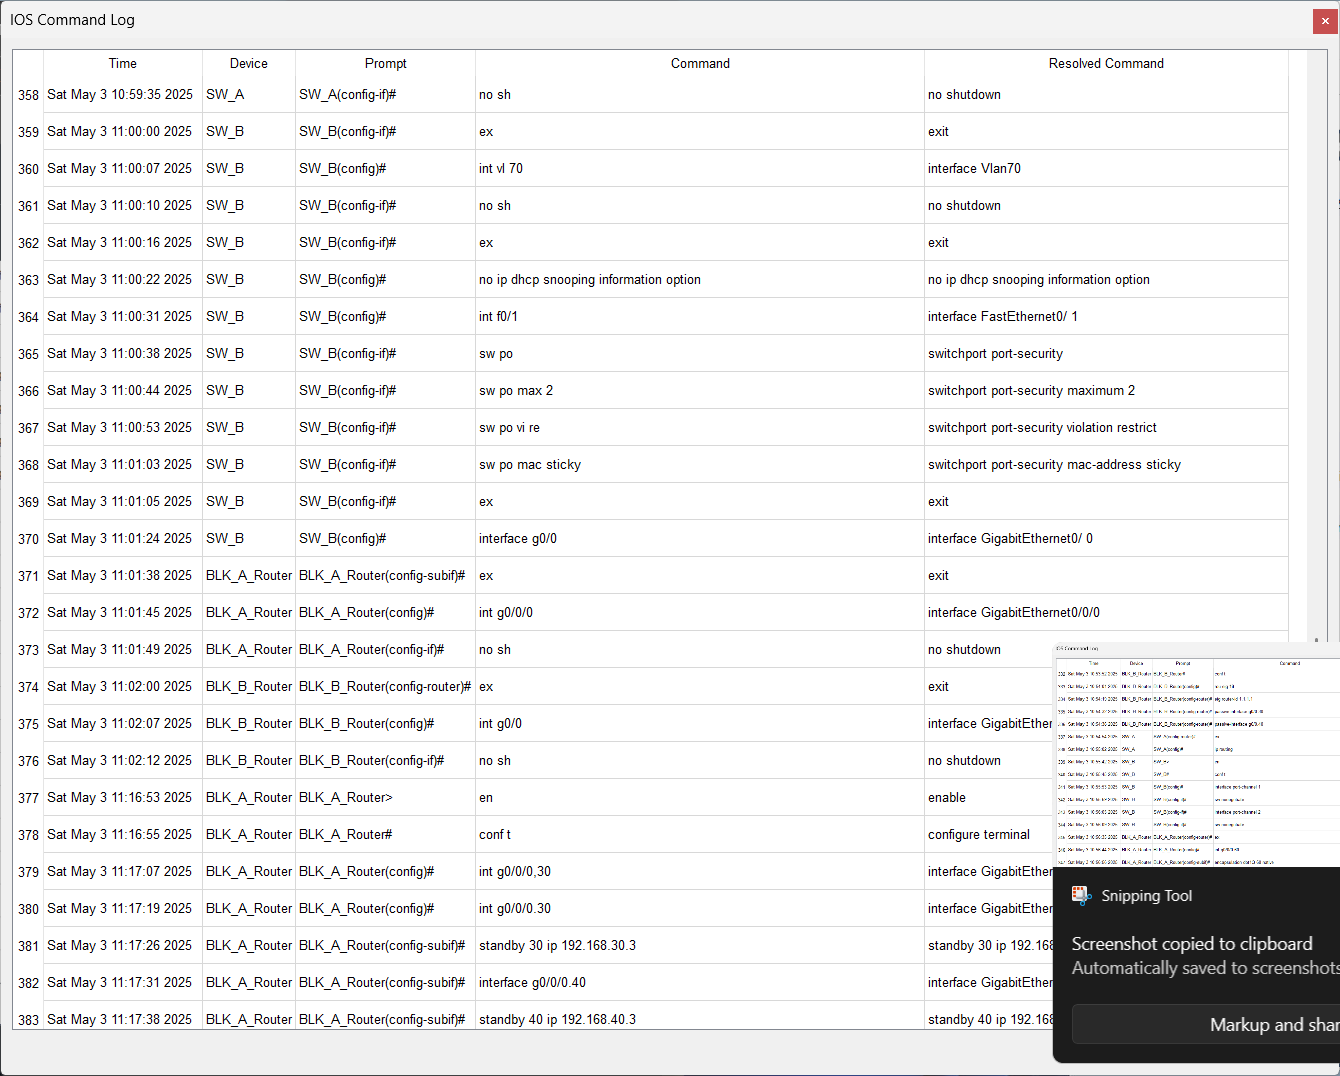 IOS Command Log
Time Device Prompt Command Resolved Command
358 Sat May 3 10:59:35 2025 SW_A SW_A(config-if)# no sh no shutdown
359 Sat May 3 11:00:00 2025 SW_B SW_B(config-if)# ex exit
360 Sat May 3 11:00:07 2025 SW_B SW_B(config)# int vl 70 interface Vlan70
361 Sat May 3 11:00:10 2025 SW_B SW_B(config-if)# no sh no shutdown
362 Sat May 3 11:00:16 2025 SW_B SW_B(config-if)# ex exit
363 Sat May 3 11:00:22 2025 SW_B SW_B(config)# no ip dhcp snooping information option no ip dhcp snooping information option
364 Sat May 3 11:00:31 2025 SW_B SW_B(config)# int f0/1 interface FastEthernet0/ 1
365 Sat May 3 11:00:38 2025 SW_B SW_B(config-if)# sw po switchport port-security
366 Sat May 3 11:00:44 2025 SW_B SW_B(config-if)# sw po max 2 switchport port-security maximum 2
367 Sat May 3 11:00:53 2025 SW_B SW_B(config-if)# sw po vi re switchport port-security violation restrict
368 Sat May 3 11:01:03 2025 SW_B SW_B(config-if)# sw po mac sticky switchport port-security mac-address sticky
369 Sat May 3 11:01:05 2025 SW_B SW_B(config-if)# ex exit
370 Sat May 3 11:01:24 2025 SW_B SW_B(config)# interface g0/0 interface GigabitEthernet0/ 0
371 Sat May 3 11:01:38 2025 BLK_A_Router BLK_A_Router(config-subif)# ex exit
372 Sat May 3 11:01:45 2025 BLK_A_Router BLK_A_Router(config)# int g0/0/0 interface GigabitEthernet0/0/0
373 Sat May 3 11:01:49 2025 BLK_A_Router BLK_A_Router(config-if)# no sh no shutdown
374 Sat May 3 11:02:00 2025 BLK_B_Router BLK_B_Router(config-router)# ex exit
375 Sat May 3 11:02:07 2025 BLK_B_Router BLK_B_Router(config)# int g0/0 interface GigabitEther
376 Sat May 3 11:02:12 2025 BLK_B_Router BLK_B_Router(config-if)# no sh no shutdown
377 Sat May 3 11:16:53 2025 BLK_A_Router BLK_A_Router> en enable
378 Sat May 3 11:16:55 2025 BLK_A_Router BLK_A_Router# conf t configure terminal
379 Sat May 3 11:17:07 2025 BLK_A_Router BLK_A_Router(config)# int g0/0/0,30 interface GigabitEther
380 Sat May 3 11:17:19 2025 BLK_A_Router BLK_A_Router(config)# int g0/0/0.30 interface GigabitEther
381 Sat May 3 11:17:26 2025 BLK_A_Router BLK_A_Router(config-subif)# standby 30 ip 192.168.30.3 standby 30 ip 192.168
382 Sat May 3 11:17:31 2025 BLK_A_Router BLK_A_Router(config-subif)# interface g0/0/0.40 interface GigabitEther
383 Sat May 3 11:17:38 2025 BLK_A_Router BLK_A_Router(config-subif)# standby 40 ip 192.168.40.3 standby 40 ip 192.168
IOS Command Log
Time Device Prompt Command
Snipping Tool
Screenshot copied to clipboard
Automatically saved to screenshots
Markup and shar